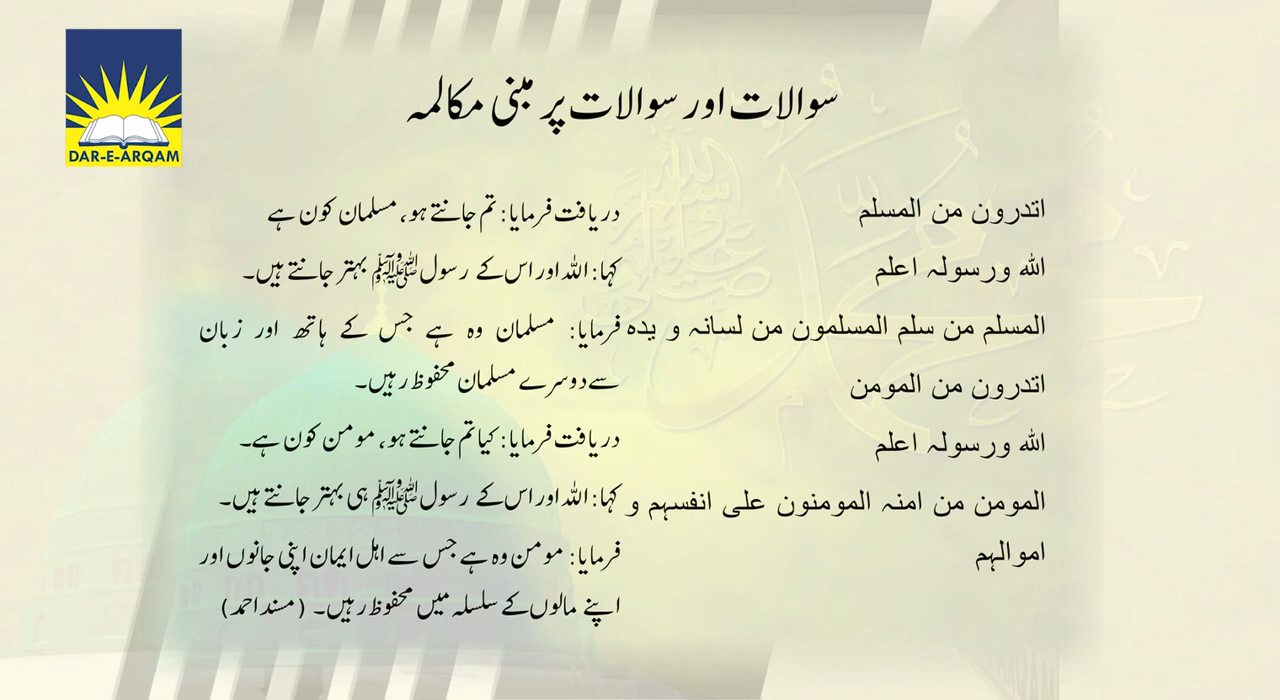 DAR-E-ARQAM
سوالات اور سوالات پر مبنی مکالمہ
اتدرون من المسلم
الله ورسولہ اعلم
المسلم من سلم المسلمون من لسانہ و یدہ
اتدرون من المومن
الله ورسولہ اعلم
المومن من امنہ المومنون علی انفسہم و
اموالہم
دریافت فرمایا: تم جانتے ہو، مسلمان کون ہے
کہا: اللہ اور اس کے رسول ﷺ بہتر جانتے ہیں۔
فرمایا: مسلمان وہ ہے جس کے ہاتھ اور زبان
سے دوسرے مسلمان محفوظ رہیں۔
دریافت فرمایا: کیا تم جانتے ہو، مومن کون ہے۔
کہا: اللہ اور اس کے رسول ﷺ ہی بہتر جانتے ہیں۔
فرمایا: مومن وہ ہے جس سے اہل ایمان اپنی جانوں اور
اپنے مالوں کے سلسلہ میں محفوظ رہیں۔ (مسند احمد)